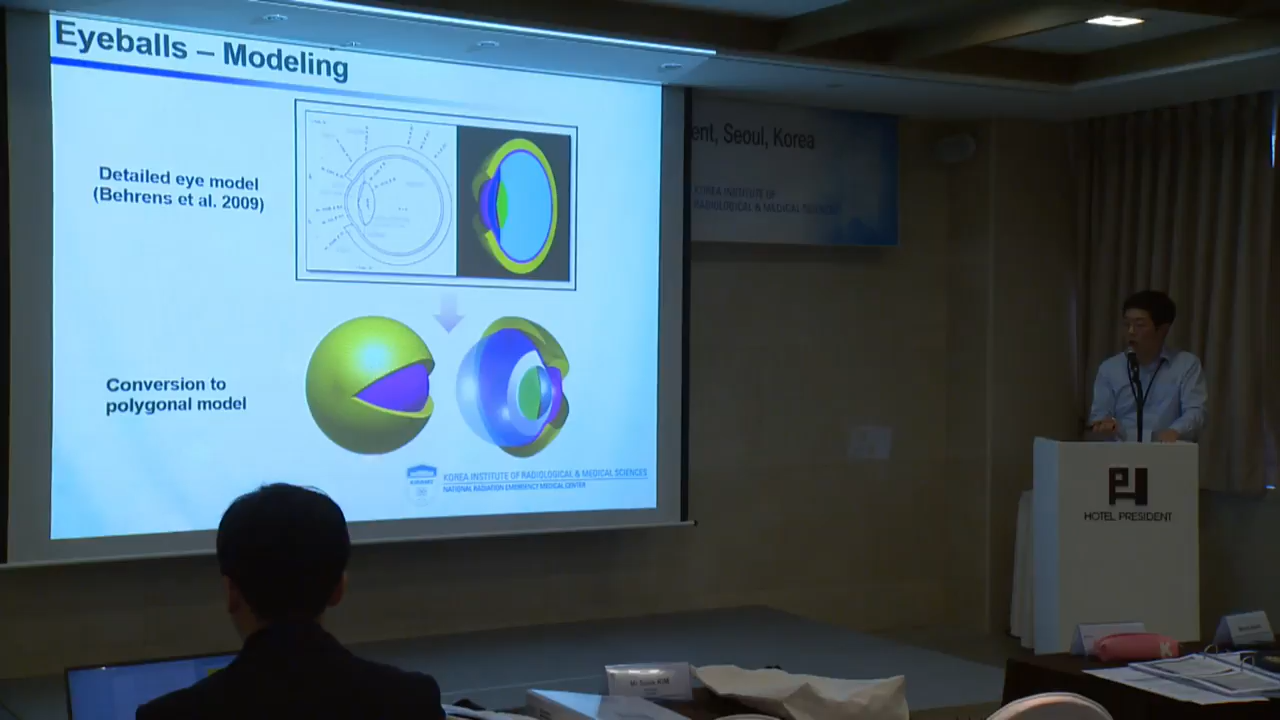 Eyeballs – Modeling
Detailed eye model
(Behrens et al. 2009)
Conversion to
polygonal model
KOREA INSTITUTE OF RADIOLOGICAL & MEDICAL SCIENCES
NATIONAL RADIATION EMERGENCY MEDICAL CENTER
ent, Seoul, Korea
KOREA INSTITUTE OF
RADIOLOGICAL & MEDICAL SCIENCES
HOTEL PRESIDENT
K